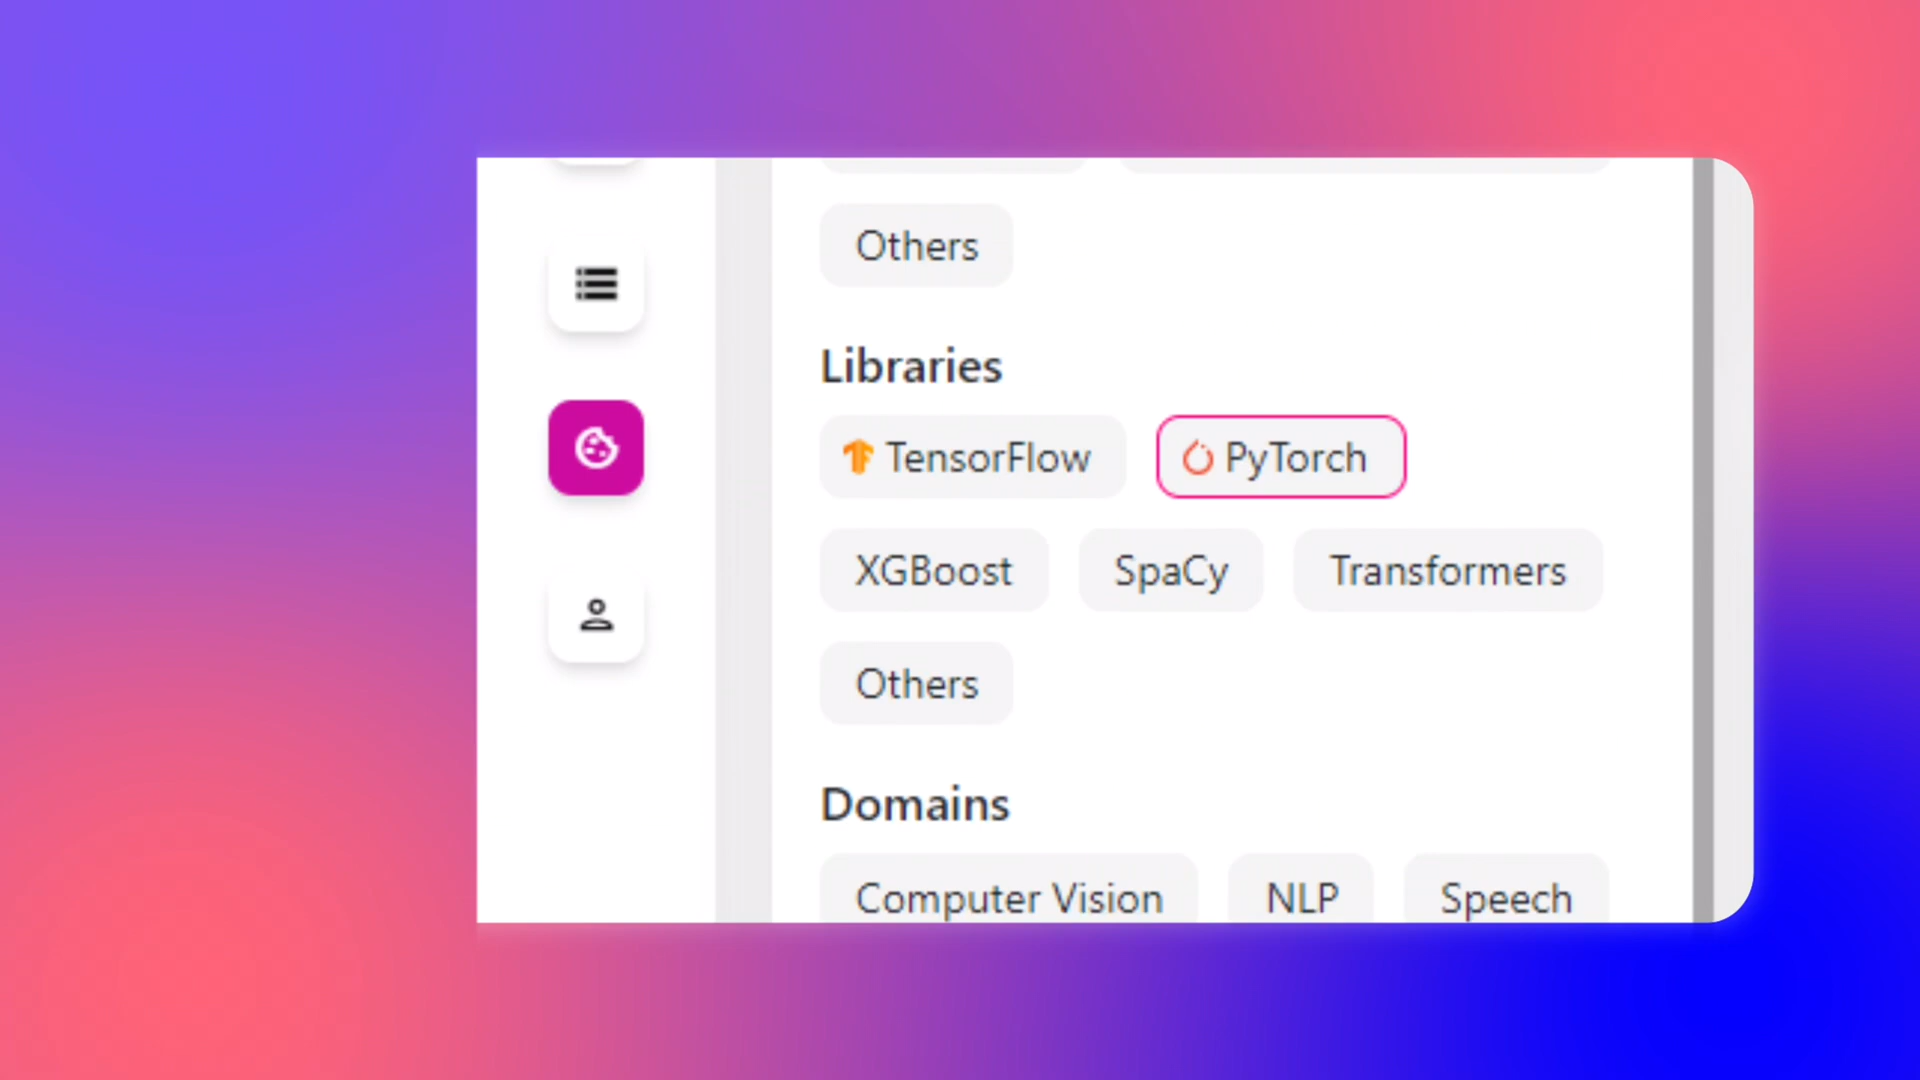 Others
Libraries
TensorFlow PyTorch
XGBoost SpaCy Transformers
Others
Domains
Computer Vision NLP Speech